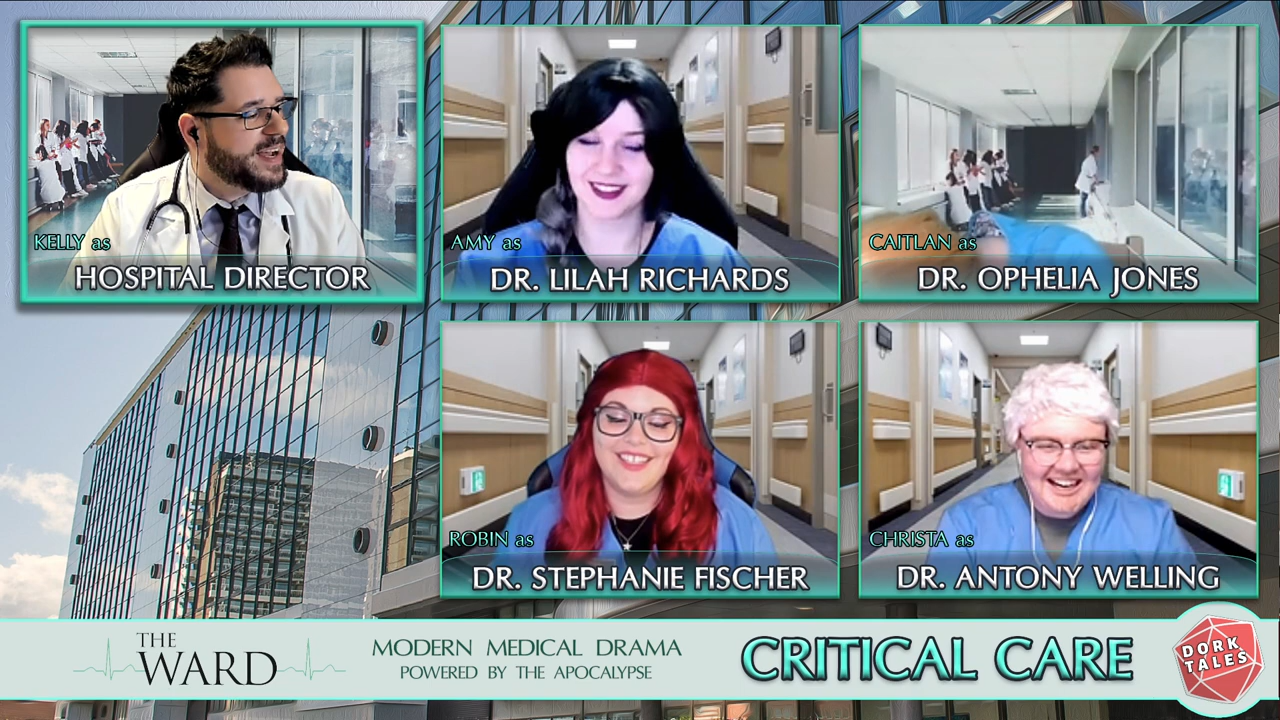 KELLY as
HOSPITAL DIRECTOR
AMY as
DR. LILAH RICHARDS
CAITLAN as
DR. OPHELIA JONES
ROBIN as
DR. STEPHANIE FISCHER
CHRISTA as
DR. ANTONY WELLING
THE
WARD
MODERN MEDICAL DRAMA
POWERED BY THE APOCALYPSE
CRITICAL CARE
DORK
TALES